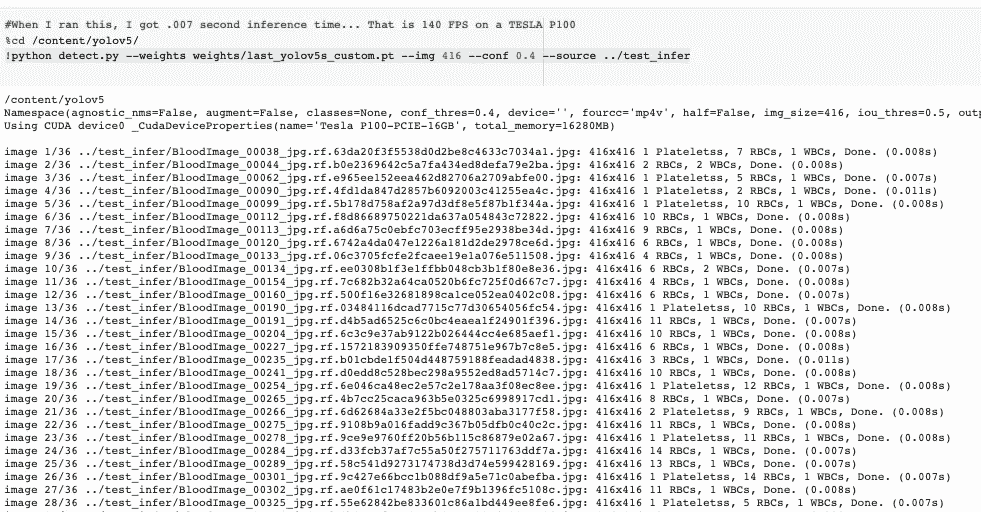 #When I ran this, I got .007 second inference time... That is 140 FPS on a TESLA P100
%cd /content/yolov5/
!python detect.py --weights weights/last_yolov5s_custom.pt --img 416 --conf 0.4 --source ../test_infer
/content/yolov5
Namespace(agnostic_nms=False, augment=False, classes=None, conf_thres=0.4, device='', fourcc='mp4v', half=False, img_size=416, iou_thres=0.5, outp
Using CUDA device0 _CudaDeviceProperties(name='Tesla P100-PCIE-16GB', total_memory=16280MB)
image 1/36 ../test_infer/BloodImage_00038_jpg.rf.63da20f3f5538d0d2be8c4633c7034a1.jpg: 416x416 1 Plateletss, 7 RBCs, 1 WBCs, Done. (0.008s)
image 2/36 ../test_infer/BloodImage_00044_jpg.rf.b0e2369642c5a7fa434ed8defa79e2ba.jpg: 416x416 2 RBCs, 2 WBCs, Done. (0.008s)
image 3/36 ../test_infer/BloodImage_00062_jpg.rf.e965ee152eea462d82706a2709abfe00.jpg: 416x416 1 Plateletss, 5 RBCs, 1 WBCs, Done. (0.007s)
image 4/36 ../test_infer/BloodImage_00090_jpg.rf.4fd1da847d2857b6092003c41255ea4c.jpg: 416x416 1 Plateletss, 2 RBCs, 1 WBCs, Done. (0.011s)
image 5/36 ../test_infer/BloodImage_00099_jpg.rf.5b178d758af2a97d3df8e5f87b1f344a.jpg: 416x416 1 Plateletss, 10 RBCs, 1 WBCs, Done. (0.008s)
image 6/36 ../test_infer/BloodImage_00112_jpg.rf.f8d86689750221da637a054843c72822.jpg: 416x416 10 RBCs, 1 WBCs, Done. (0.008s)
image 7/36 ../test_infer/BloodImage_00113_jpg.rf.a6d6a75c0ebfc703ecff95e2938be34d.jpg: 416x416 9 RBCs, 1 WBCs, Done. (0.008s)
image 8/36 ../test_infer/BloodImage_00120_jpg.rf.6742a4da047e1226a181d2de2978ce6d.jpg: 416x416 6 RBCs, 1 WBCs, Done. (0.008s)
image 9/36 ../test_infer/BloodImage_00133_jpg.rf.06c3705fcfe2fcaee19e1a076e511508.jpg: 416x416 4 RBCs, 1 WBCs, Done. (0.008s)
image 10/36 ../test_infer/BloodImage_00134_jpg.rf.ee0308b1f3e1ffbb048cb3b1f80e8e36.jpg: 416x416 6 RBCs, 2 WBCs, Done. (0.007s)
image 11/36 ../test_infer/BloodImage_00154_jpg.rf.7c682b32a64ca0520b6fc725f0d667c7.jpg: 416x416 4 RBCs, 1 WBCs, Done. (0.008s)
image 12/36 ../test_infer/BloodImage_00160_jpg.rf.500f16e32681898ca1ce052ea0402c08.jpg: 416x416 6 RBCs, 1 WBCs, Done. (0.007s)
image 13/36 ../test_infer/BloodImage_00190_jpg.rf.03484116dcad7715c77d30654056fc54.jpg: 416x416 1 Plateletss, 10 RBCs, 1 WBCs, Done. (0.008s)
image 14/36 ../test_infer/BloodImage_00191_jpg.rf.d4b5ad6525c6c0bc4eaea1f24901f396.jpg: 416x416 11 RBCs, 1 WBCs, Done. (0.007s)
image 15/36 ../test_infer/BloodImage_00204_jpg.rf.6c3c9e37ab9122b026444cc4e685aef1.jpg: 416x416 10 RBCs, 1 WBCs, Done. (0.008s)
image 16/36 ../test_infer/BloodImage_00227_jpg.rf.1572183909350ffe748751e967b7c8e5.jpg: 416x416 6 RBCs, 1 WBCs, Done. (0.008s)
image 17/36 ../test_infer/BloodImage_00235_jpg.rf.b01cbde1f504d448759188feadad4838.jpg: 416x416 3 RBCs, 1 WBCs, Done. (0.011s)
image 18/36 ../test_infer/BloodImage_00241_jpg.rf.d0edd8c528bec298a9552ed8ad5714c7.jpg: 416x416 10 RBCs, 1 WBCs, Done. (0.008s)
image 19/36 ../test_infer/BloodImage_00254_jpg.rf.6e046ca48ec2e57c2e178aa3f08ec8ee.jpg: 416x416 1 Plateletss, 12 RBCs, 1 WBCs, Done. (0.008s)
image 20/36 ../test_infer/BloodImage_00265_jpg.rf.4b7cc25caca963b5e0325c6998917cd1.jpg: 416x416 8 RBCs, 1 WBCs, Done. (0.007s)
image 21/36 ../test_infer/BloodImage_00266_jpg.rf.6d62684a33e2f5bc048803aba3177f58.jpg: 416x416 2 Plateletss, 9 RBCs, 1 WBCs, Done. (0.008s)
image 22/36 ../test_infer/BloodImage_00275_jpg.rf.9108b9a016fadd9c367b05dfb0c40c2c.jpg: 416x416 11 RBCs, 1 WBCs, Done. (0.008s)
image 23/36 ../test_infer/BloodImage_00278_jpg.rf.9ce9e9760ff20b56b115c86879e02a67.jpg: 416x416 1 Plateletss, 11 RBCs, 1 WBCs, Done. (0.008s)
image 24/36 ../test_infer/BloodImage_00284_jpg.rf.d33fcb37af7c55a50f275711763ddf7a.jpg: 416x416 14 RBCs, 1 WBCs, Done. (0.007s)
image 25/36 ../test_infer/BloodImage_00289_jpg.rf.58c541d9273174738d3d74e599428169.jpg: 416x416 13 RBCs, 1 WBCs, Done. (0.007s)
image 26/36 ../test_infer/BloodImage_00301_jpg.rf.9c427e66bcc1b088df9a5e71c0abefba.jpg: 416x416 1 Plateletss, 14 RBCs, 1 WBCs, Done. (0.007s)
image 27/36 ../test_infer/BloodImage_00302_jpg.rf.ae0f61c17483b2e0e7f9b1396fc5108c.jpg: 416x416 11 RBCs, 1 WBCs, Done. (0.008s)
image 28/36 ../test_infer/BloodImage_00325_jpg.rf.55e62842be833601c86a1bd449ee8fe6.jpg: 416x416 1 Plateletss, 5 RBCs, 1 WBCs, Done. (0.007s)